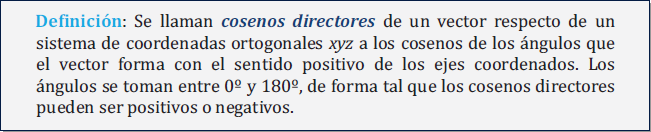 Definición: Se llaman cosenos directores de un vector respecto de un
sistema de coordenadas ortogonales xyz a los cosenos de los ángulos que
el vector forma con el sentido positivo de los ejes coordenados. Los
ángulos se toman entre 0º y 180º, de forma tal que los cosenos directores
pueden ser positivos o negativos.